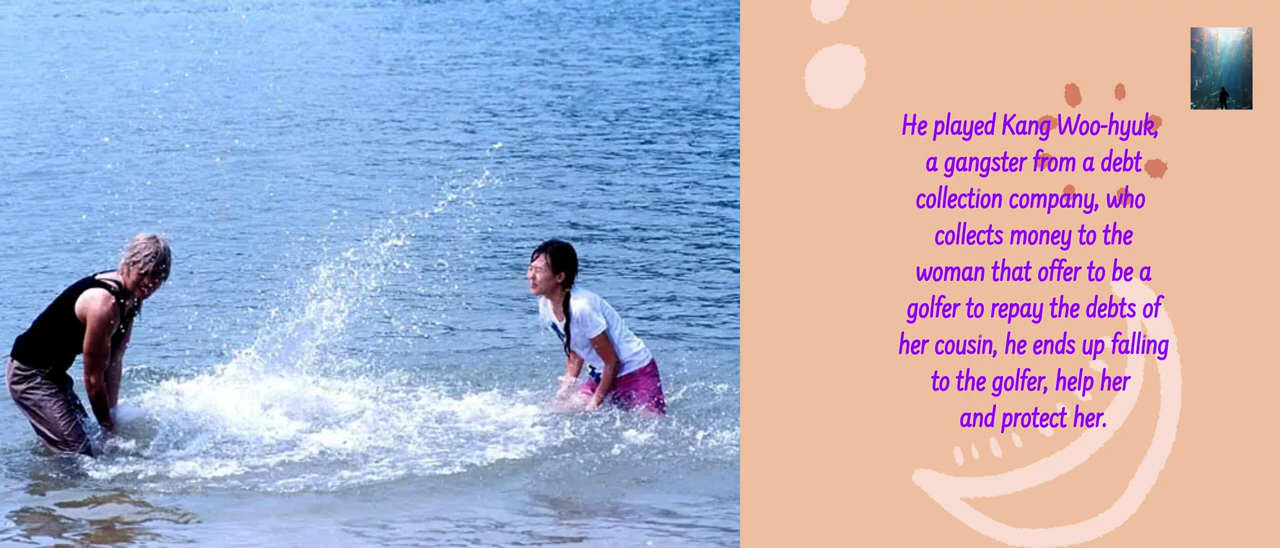 He played Kang Woo-hyuk,
a gangster from a debt
collection company, who
collects money to the
woman that offer to be a
golfer to repay the debts of
her cousin, he ends up falling
to the golfer, help her
and protect her.